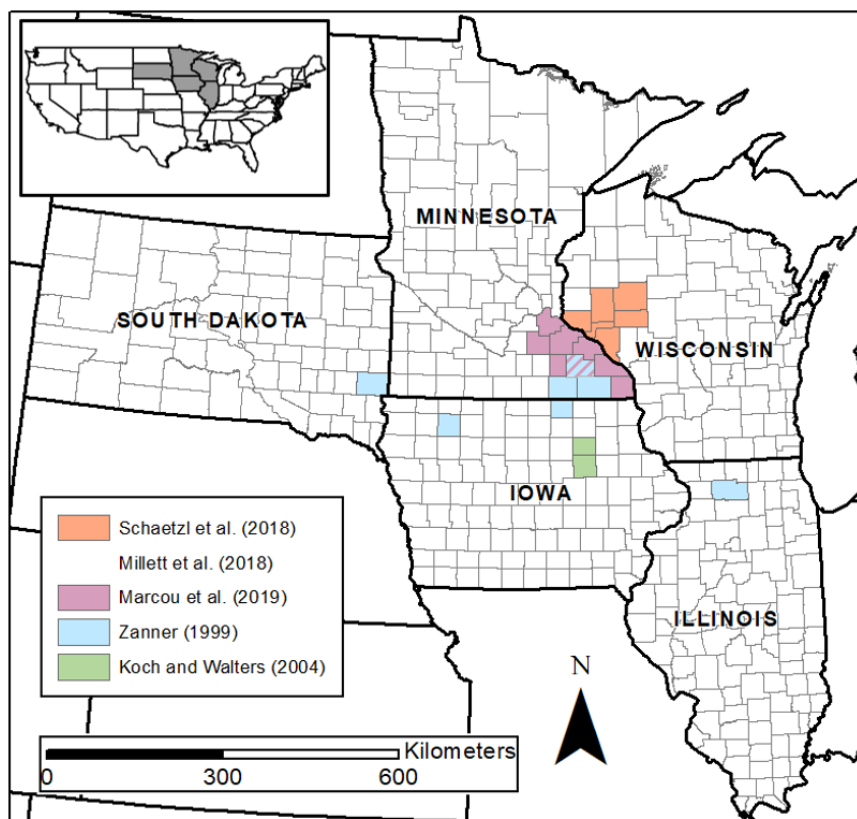 MINNESOTA
SOUTH DAKOTA
WISCONSIN
IOWA
ILLINOIS
Schaetzl et al. (2018)
Millett et al. (2018)
Marcou et al. (2019)
Zanner (1999)
Koch and Walters (2004)
N
Kilometers
0 300 600